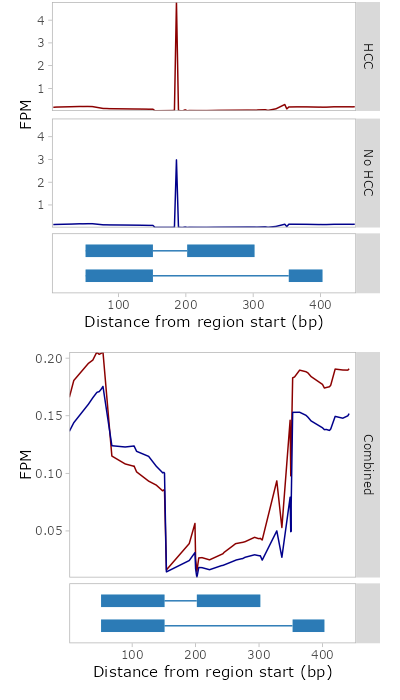 4
3
2
1
HCC
FPM
4
3
2
1
No HCC
100 200 300 400
Distance from region start (bp)
0.20
0.15
0.10
0.05
FPM
Combined
100 200 300 400
Distance from region start (bp)